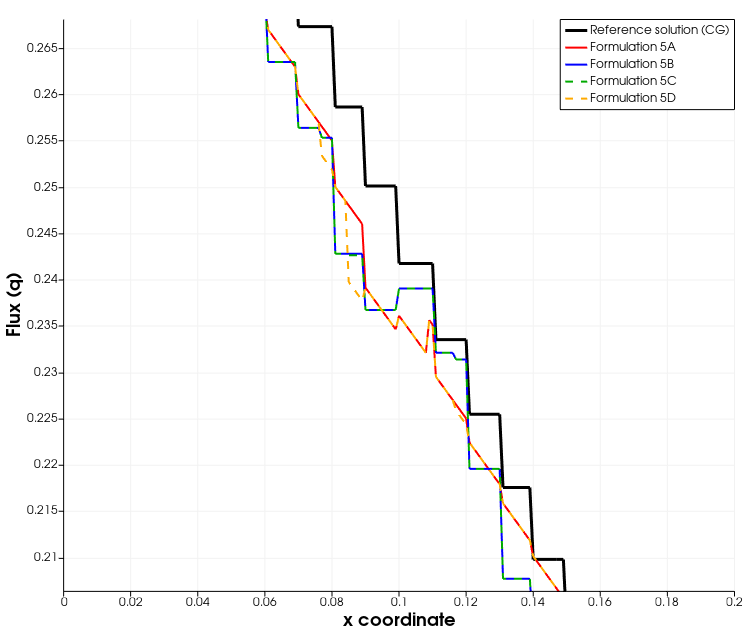 Reference solution (CG)
Formulation 5A
Formulation 5B
Formulation 5C
Formulation 5D
0.265
0.26
0.255
0.25
0.245
0.24
0.235
0.23
0.225
0.22
0.215
0.21
Flux (q)
0 0.02 0.04 0.06 0.08 0.1 0.12 0.14 0.16 0.18 0.2
x coordinate